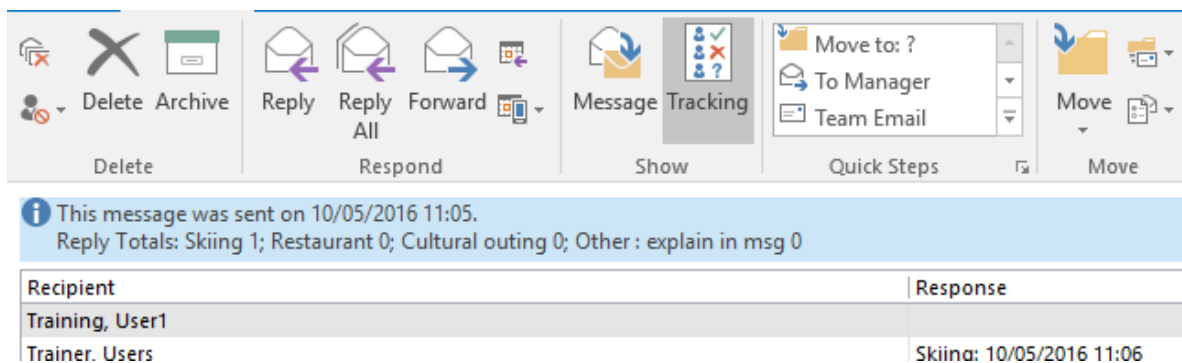 Delete
Archive
Reply
Reply All
Forward
Message
Tracking
Move to: ?
To Manager
Team Email
Move
Delete
Respond
Show
Quick Steps
Move
This message was sent on 10/05/2016 11:05.
Reply Totals: Skiing 1; Restaurant 0; Cultural outing 0; Other : explain in msg 0
Recipient Response
Training, User1
Trainer, Users Skiing: 10/05/2016 11:06